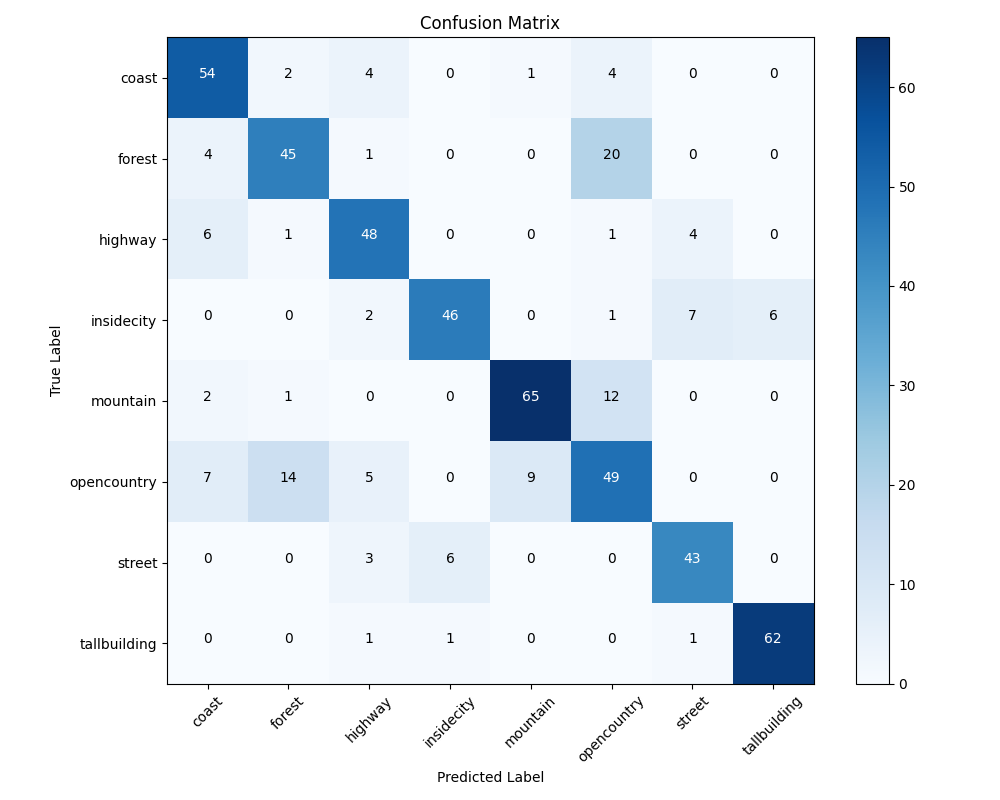 Confusion Matrix
coast 54 2 4 0 1 4 0 0
forest 4 45 1 0 0 20 0 0
highway 6 1 48 0 0 1 4 0
insidecity 0 0 2 46 0 1 7 6
mountain 2 1 0 0 65 12 0 0
opencountry 7 14 5 0 9 49 0 0
street 0 0 3 6 0 0 43 0
tallbuilding 0 0 1 1 0 0 1 62
coast forest highway insidecity mountain opencountry street tallbuilding
Predicted Label
True Label
60
50
40
30
20
10
0